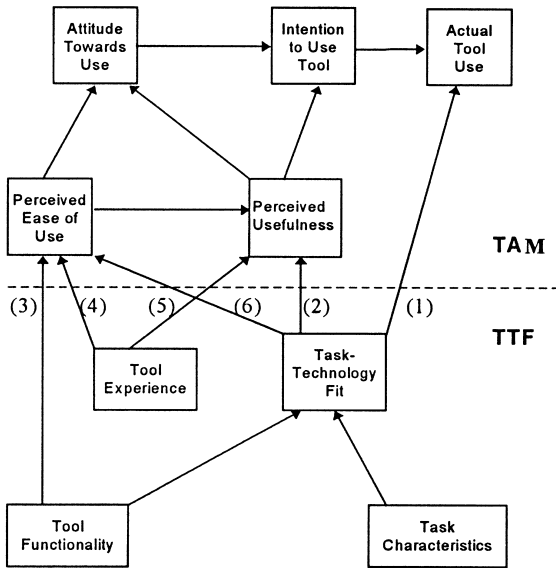 Attitude
Towards
Use
Intention
to Use
Tool
Actual
Tool
Use
Perceived
Ease of
Use
Perceived
Usefulness
TAM
(3)
(4)
(5)
(6)
(2)
(1)
TTF
Tool
Experience
Task-
Technology
Fit
Tool
Functionality
Task
Characteristics